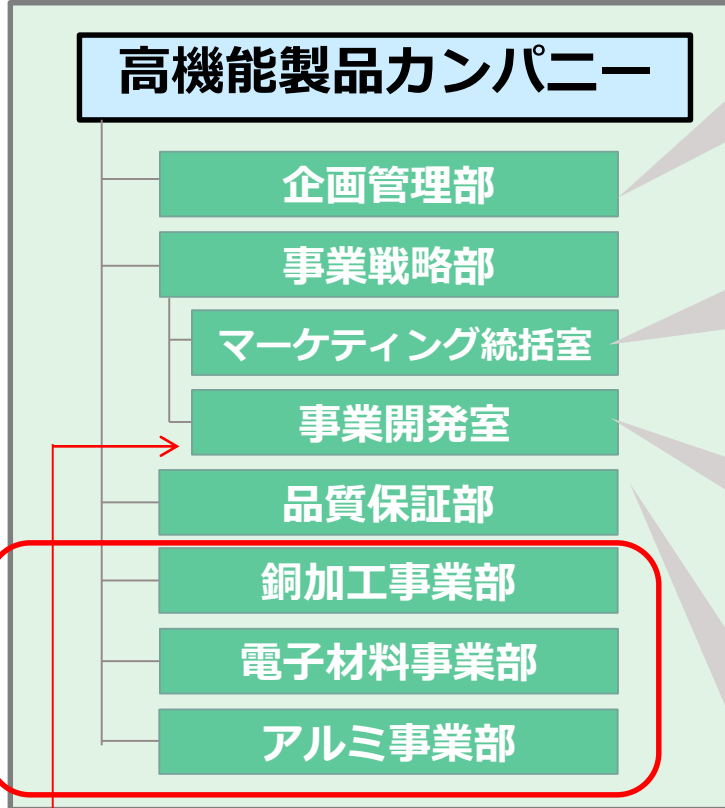 高機能製品カンパニー
企画管理部
事業戦略部
マーケティング統括室
事業開発室
品質保証部
銅加工事業部
電子材料事業部
アルミ事業部